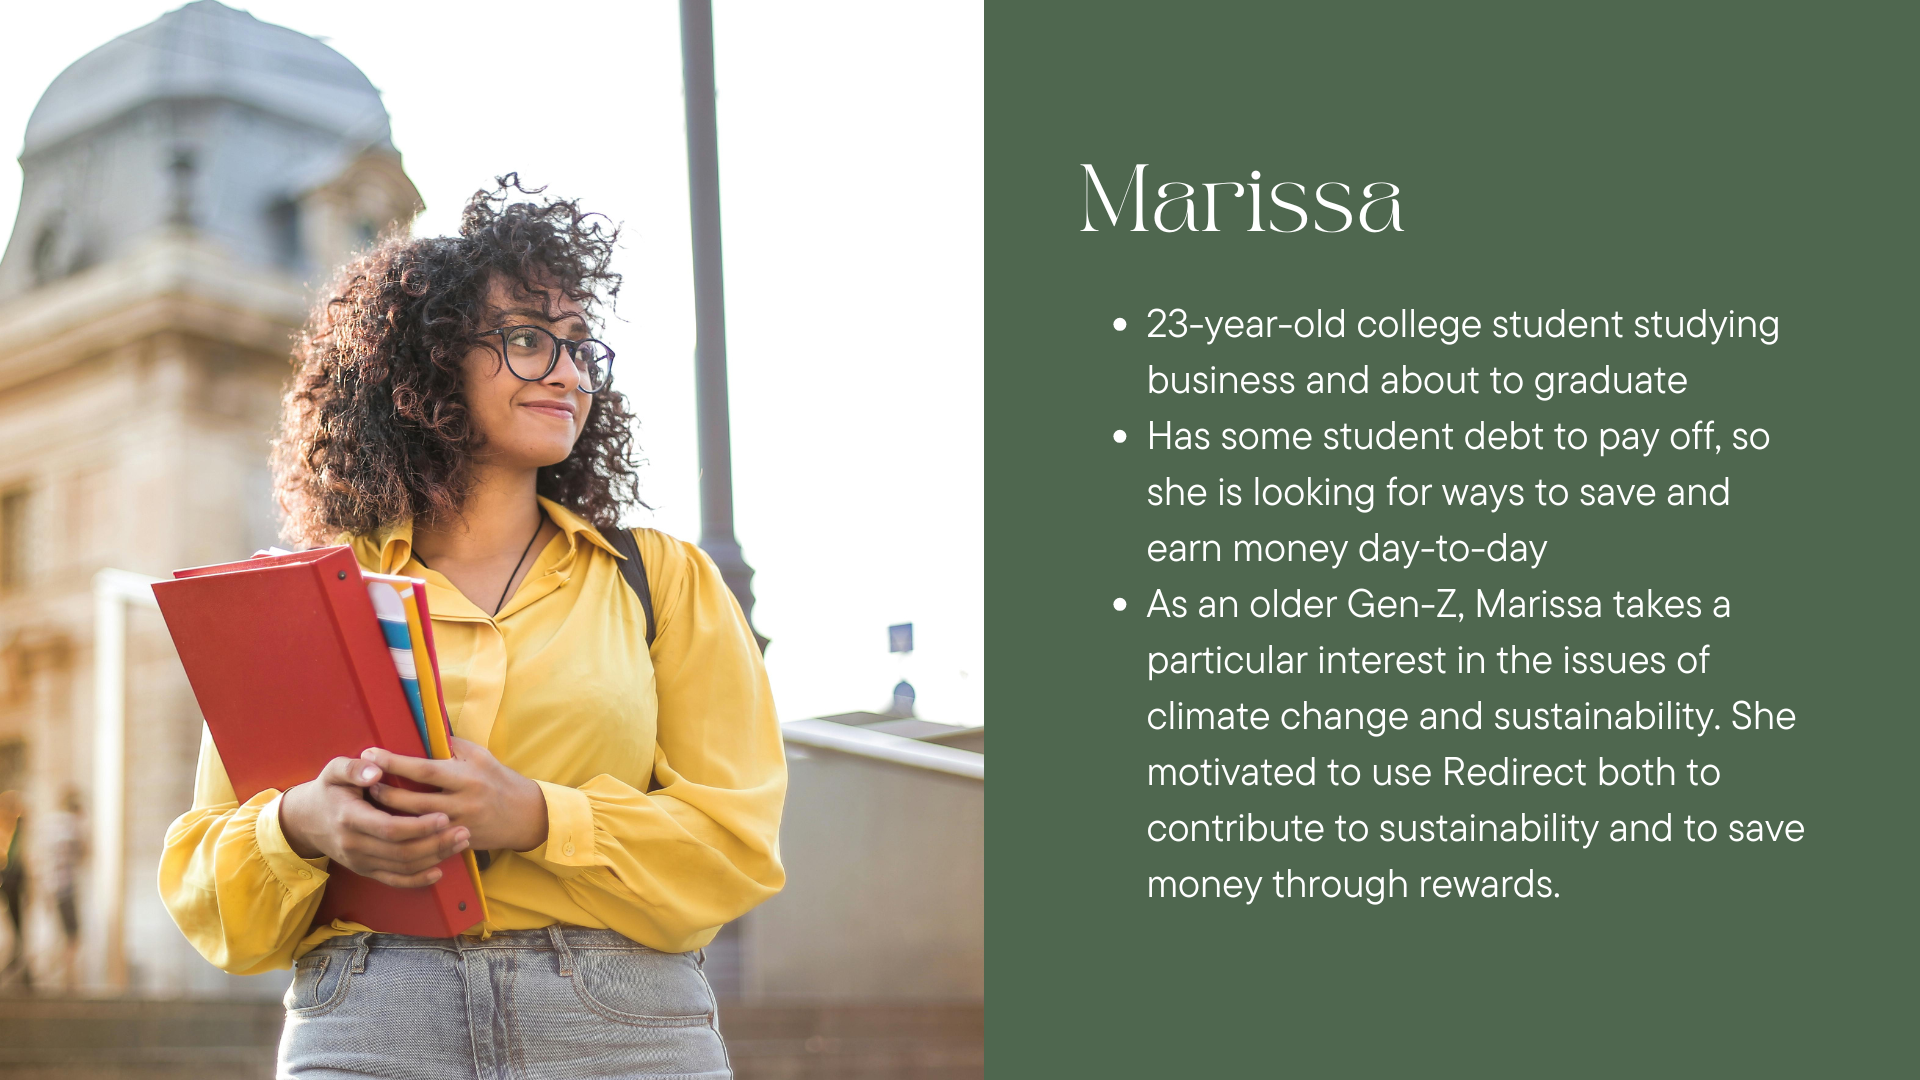 Marissa
• 23-year-old college student studying
business and about to graduate
• Has some student debt to pay off, so
she is looking for ways to save and
earn money day-to-day
• As an older Gen-Z, Marissa takes a
particular interest in the issues of
climate change and sustainability. She
motivated to use Redirect both to
contribute to sustainability and to save
money through rewards.